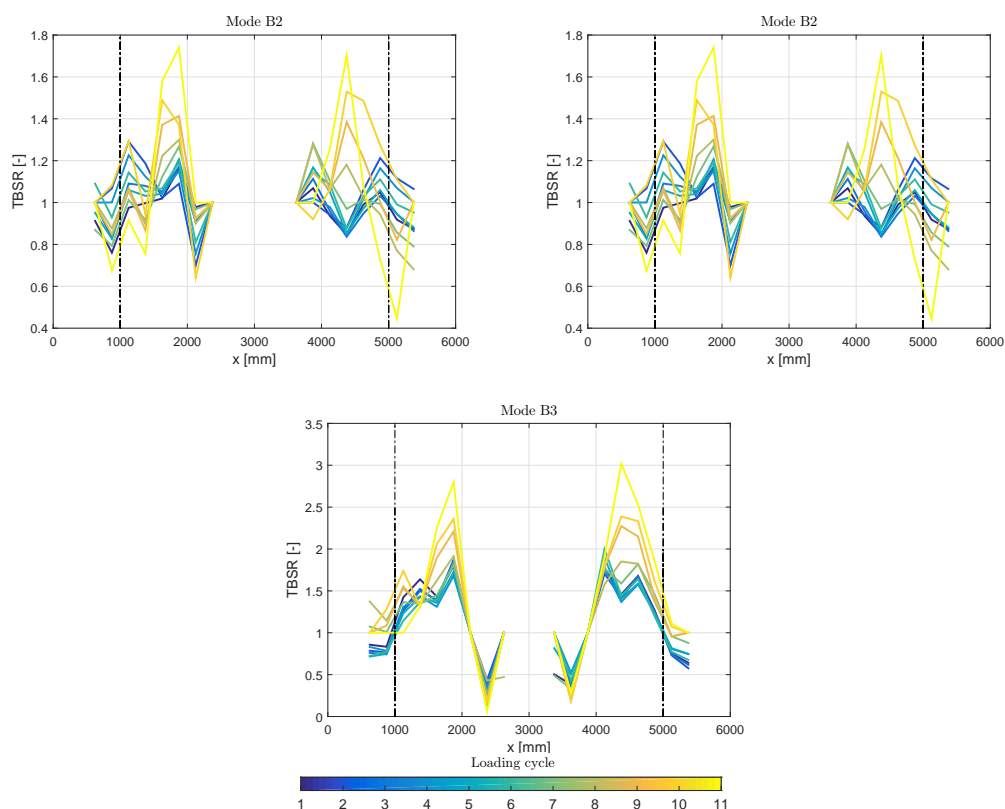 Mode B2
1.8
1.6
1.4
1.2
1
0.8
0.6
0.4
TBSR [-]
0 1000 2000 3000 4000 5000 6000
x [mm]
Mode B2
1.8
1.6
1.4
1.2
1
0.8
0.6
0.4
TBSR [-]
0 1000 2000 3000 4000 5000 6000
x [mm]
Mode B3
3.5
3
2.5
2
1.5
1
0.5
0
TBSR [-]
0 1000 2000 3000 4000 5000 6000
x [mm]
Loading cycle
1 2 3 4 5 6 7 8 9 10 11